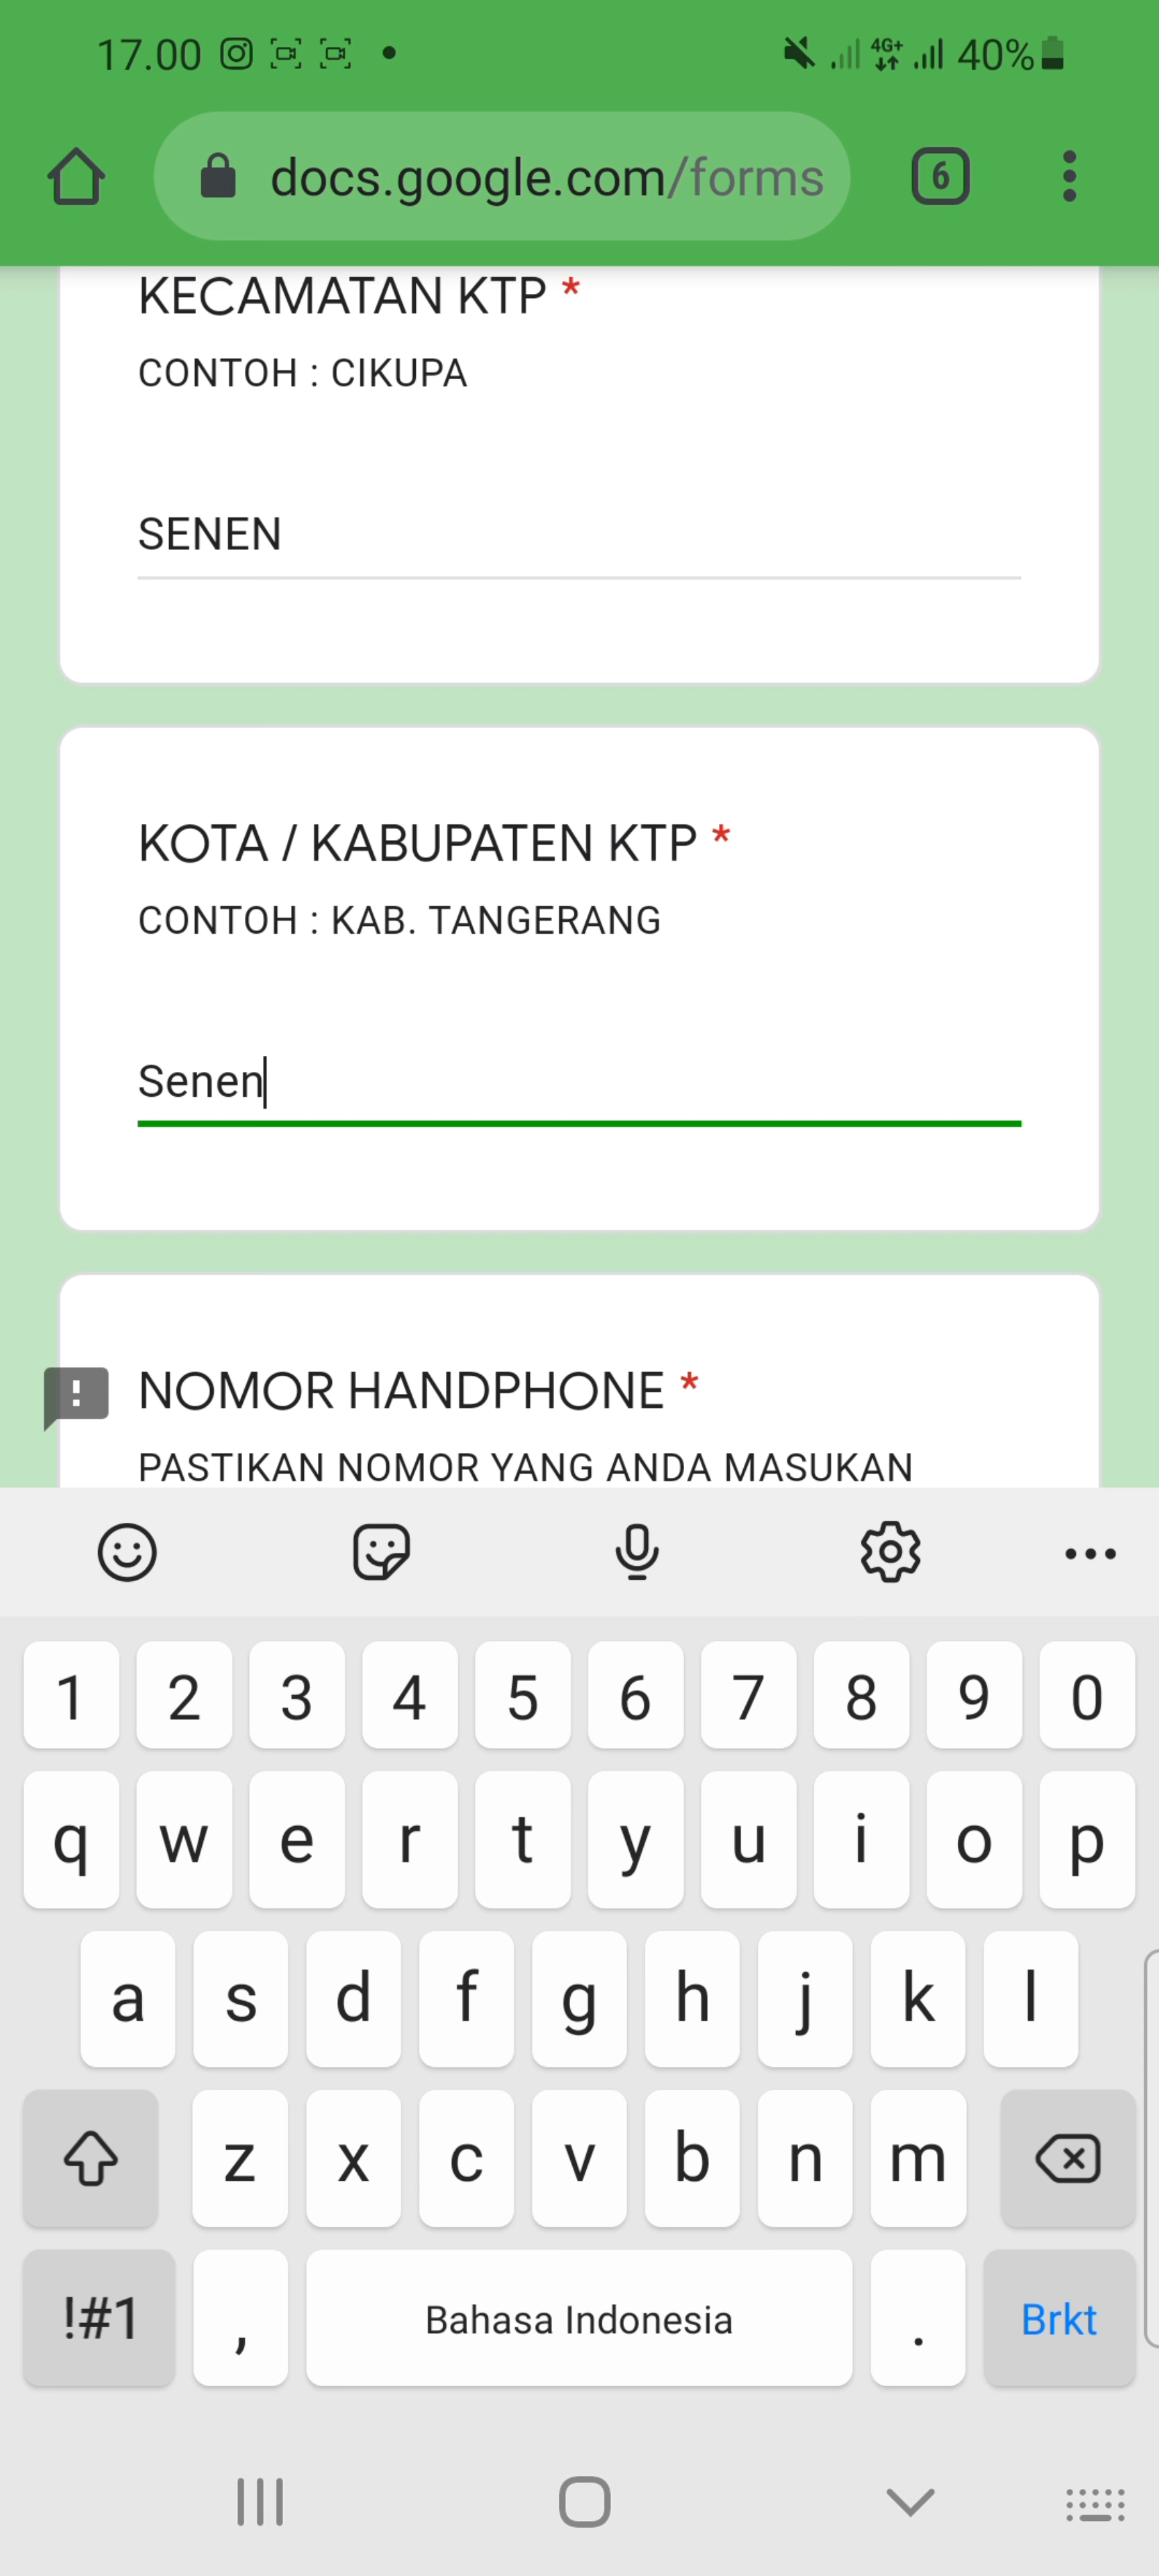 17.00 4G+ 40%
docs.google.com/forms 6
KECAMATAN KTP *
CONTOH : CIKUPA
SENEN
KOTA / KABUPATEN KTP *
CONTOH : KAB. TANGERANG
Senen
NOMOR HANDPHONE *
PASTIKAN NOMOR YANG ANDA MASUKAN
1 2 3 4 5 6 7 8 9 0
q w e r t y u i o p
a s d f g h j k l
z x c v b n m
!#1 , Bahasa Indonesia . Brkt